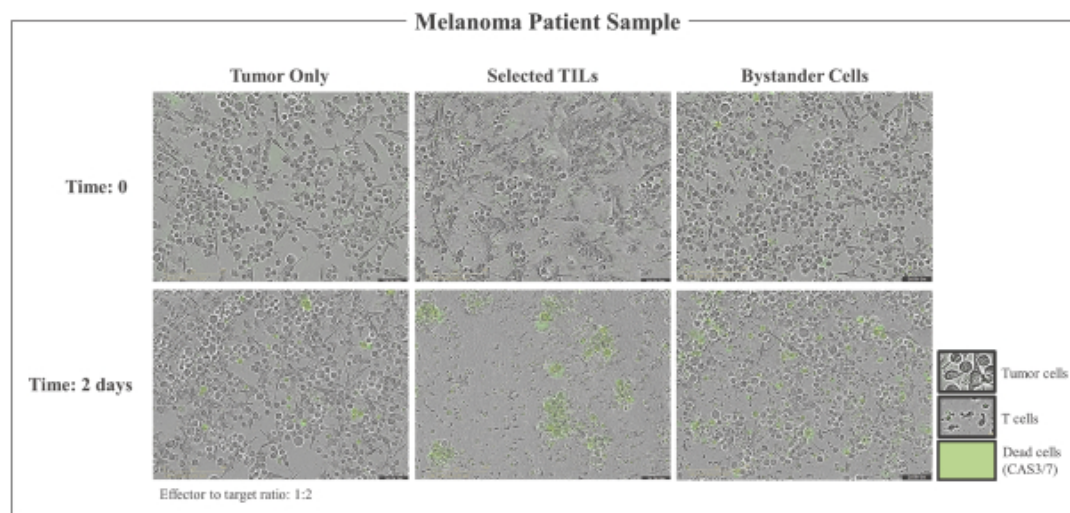 Melanoma Patient Sample
Tumor Only
Selected TILs
Bystander Cells
Time: 0
Time: 2 days
Tumor cells
T cells
Dead cells
(CAS3/7)
Effector to target ratio: 1:2